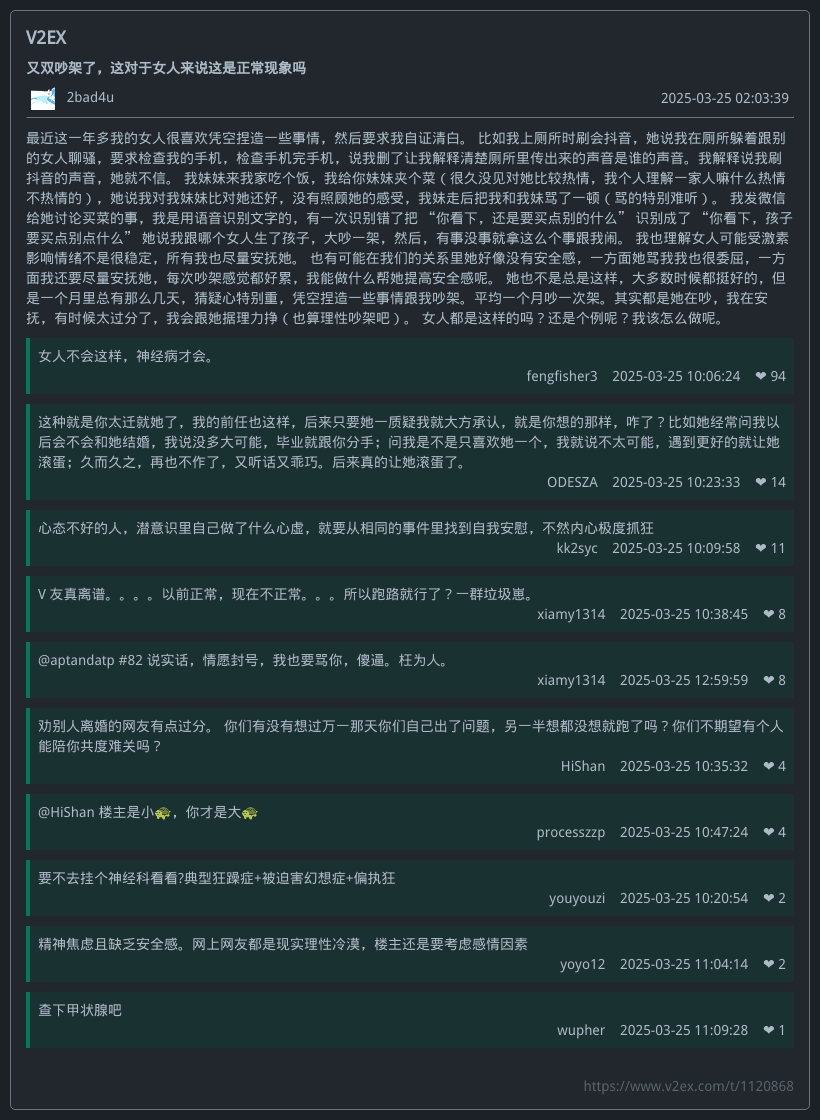 V2EX
又双吵架了，这对于女人来说这是正常现象吗
2bad4u 2025-03-25 02:03:39
最近这一年多我的女人很喜欢凭空捏造一些事情，然后要求我自证清白。 比如我上厕所时刷会抖音，她说我在厕所躲着跟别
的女人聊骚，要求检查我的手机，检查手机完手机，说我删了让我解释清楚厕所里传出来的声音是谁的声音。我解释说我刷
抖音的声音，她就不信。 我妹妹来我家吃个饭，我给你妹妹夹个菜（很久没见对她比较热情，我个人理解一家人嘛什么热情
不热情的），她说我对我妹妹比对她还好，没有照顾她的感受，我妹走后把我和我妹骂了一顿（骂的特别难听）。 我发微信
给她讨论买菜的事，我是用语音识别文字的，有一次识别错了把 “你看下，还是要买点别的什么” 识别成了 “你看下，孩子
要买点别点什么” 她说我跟哪个女人生了孩子，大吵一架，然后，有事没事就拿这么个事跟我闹。 我也理解女人可能受激素
影响情绪不是很稳定，所有我也尽量安抚她。 也有可能在我们的关系里她好像没有安全感，一方面她骂我我也很委屈，一方
面我还要尽量安抚她，每次吵架感觉都好累，我能做什么帮她提高安全感呢。 她也不是总是这样，大多数时候都挺好的，但
是一个月里总有那么几天，猜疑心特别重，凭空捏造一些事情跟我吵架。平均一个月吵一次架。其实都是她在吵，我在安
抚，有时候太过分了，我会跟她据理力挣（也算理性吵架吧）。 女人都是这样的吗？还是个例呢？我该怎么做呢。
女人不会这样，神经病才会。
fengfisher3 2025-03-25 10:06:24 ❤ 94
这种就是你太迁就她了，我的前任也这样，后来只要她一质疑我就大方承认，就是你想的那样，咋了？比如她经常问我以
后会不会和她结婚，我说没多大可能，毕业就跟你分手；问我是不是只喜欢她一个，我就说不太可能，遇到更好的就让她
滚蛋；久而久之，再也不作了，又听话又乖巧。后来真的让她滚蛋了。
ODESZA 2025-03-25 10:23:33 ❤ 14
心态不好的人，潜意识里自己做了什么心虚，就要从相同的事件里找到自我安慰，不然内心极度抓狂
kk2syc 2025-03-25 10:09:58 ❤ 11
V 友真离谱。。。。以前正常，现在不正常。。。所以跑路就行了？一群垃圾崽。
xiamy1314 2025-03-25 10:38:45 ❤ 8
@aptandatp #82 说实话，情愿封号，我也要骂你，傻逼。枉为人。
xiamy1314 2025-03-25 12:59:59 ❤ 8
劝别人离婚的网友有点过分。 你们有没有想过万一那天你们自己出了问题，另一半想都没想就跑了吗？你们不期望有个人
能陪你共度难关吗？
HiShan 2025-03-25 10:35:32 ❤ 4
@HiShan 楼主是小🐢，你才是大🐢
processzzp 2025-03-25 10:47:24 ❤ 4
要不去挂个神经科看看?典型狂躁症+被迫害幻想症+偏执狂
youyouzi 2025-03-25 10:20:54 ❤ 2
精神焦虑且缺乏安全感。网上网友都是现实理性冷漠，楼主还是要考虑感情因素
yoyo12 2025-03-25 11:04:14 ❤ 2
查下甲状腺吧
wupher 2025-03-25 11:09:28 ❤ 1
https://www.v2ex.com/t/1120868